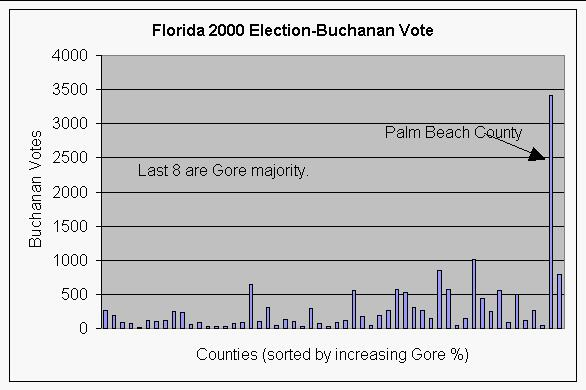 Florida 2000 Election-Buchanan Vote
4000
3500
3000
2500
2000
1500
1000
500
0
Buchanan Votes
Palm Beach County
Last 8 are Gore majority.
Counties (sorted by increasing Gore %)